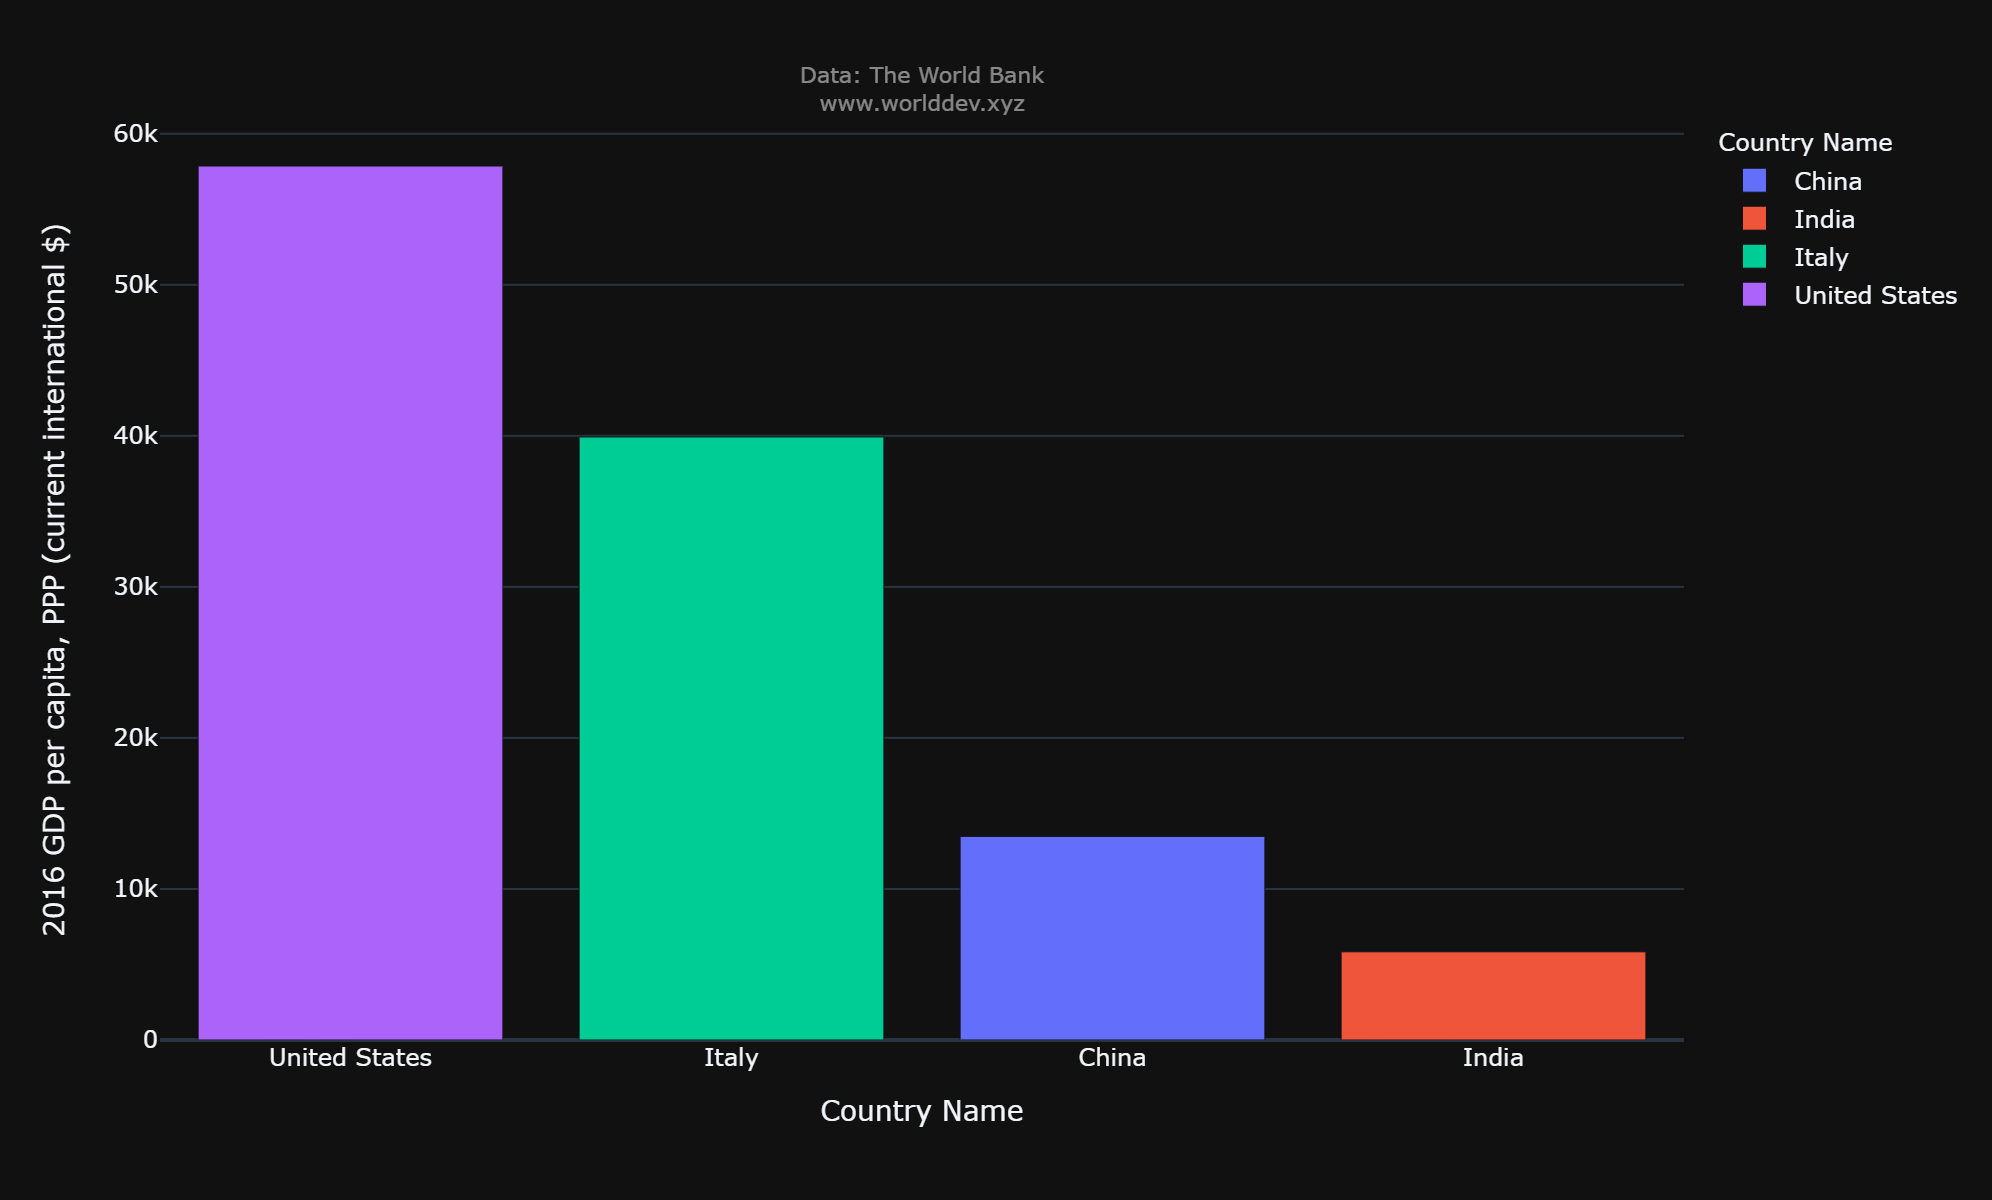 Data: The World Bank
www.worlddev.xyz
2016 GDP per capita, PPP (current international $)
60k
50k
40k
30k
20k
10k
0
United States
Italy
China
India
Country Name
Country Name
China
India
Italy
United States